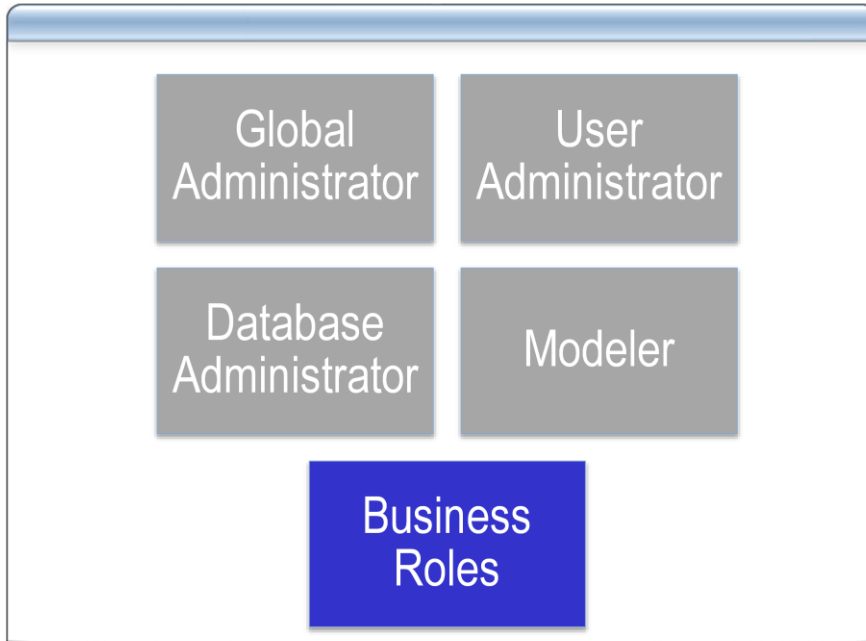 Global
Administrator
User
Administrator
Database
Administrator
Modeler
Business
Roles